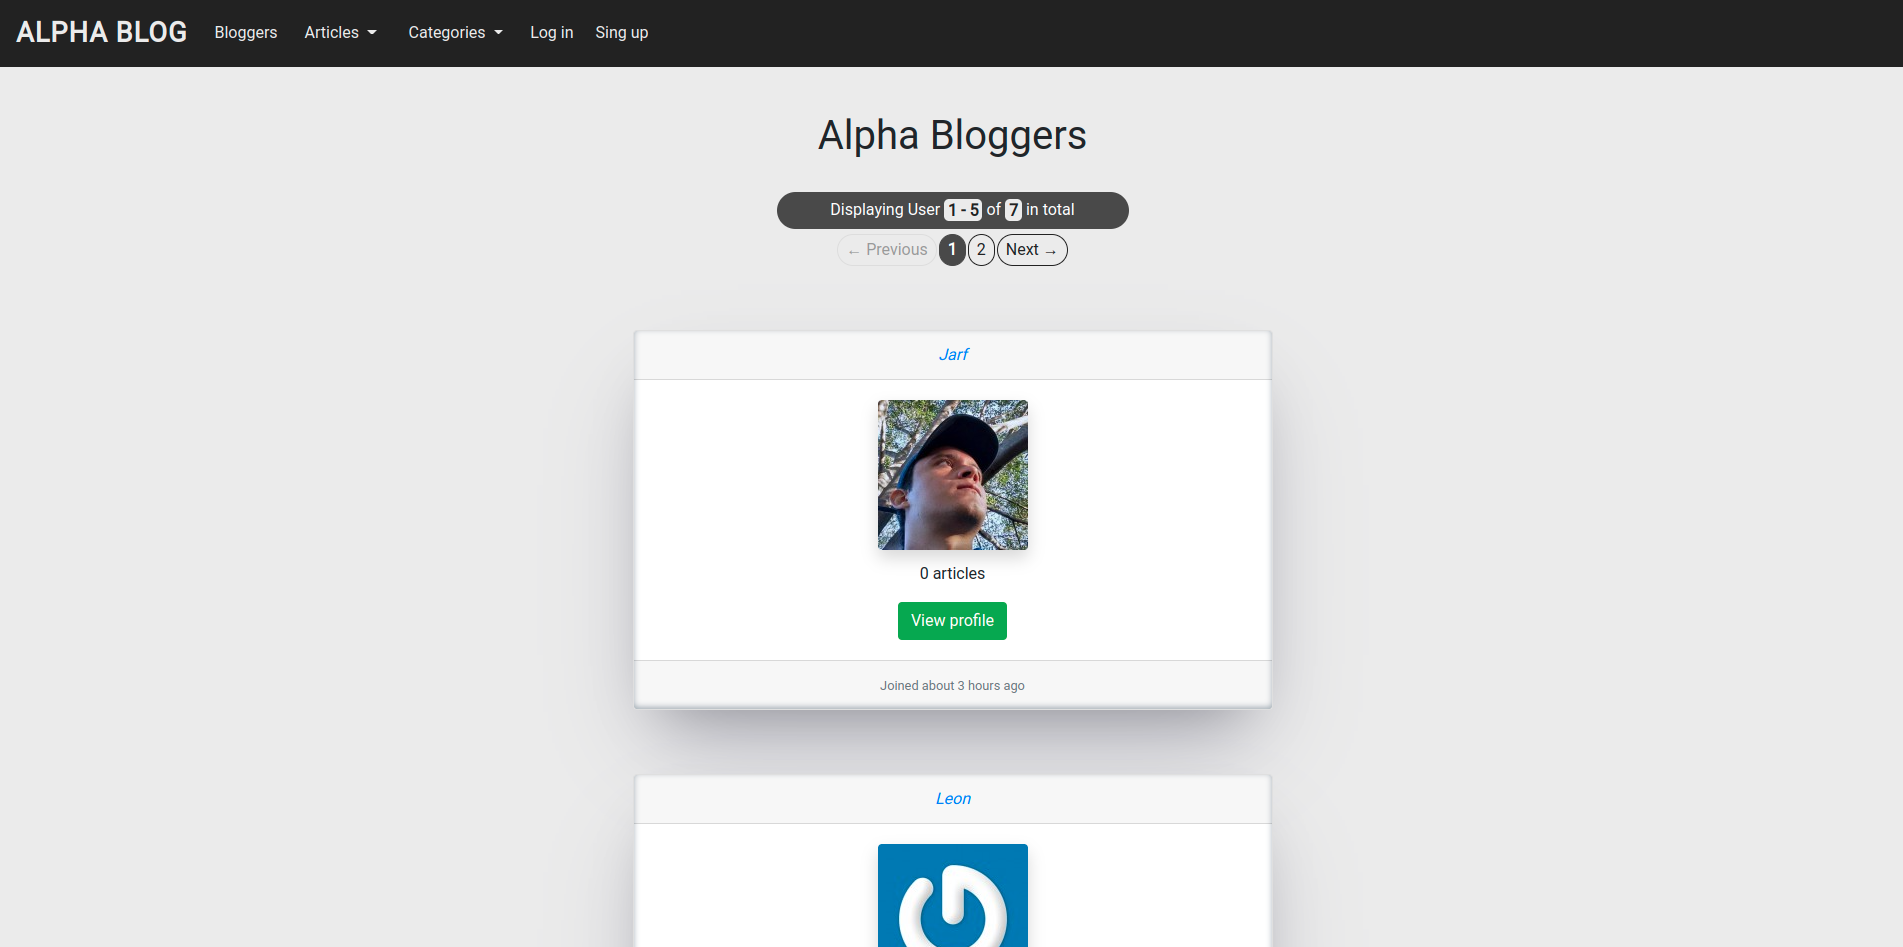 ALPHA BLOG Bloggers Articles Categories Log in Sing up
Alpha Bloggers
Displaying User 1 - 5 of 7 in total
← Previous 1 2 Next →
Jarf
0 articles
View profile
Joined about 3 hours ago
Leon